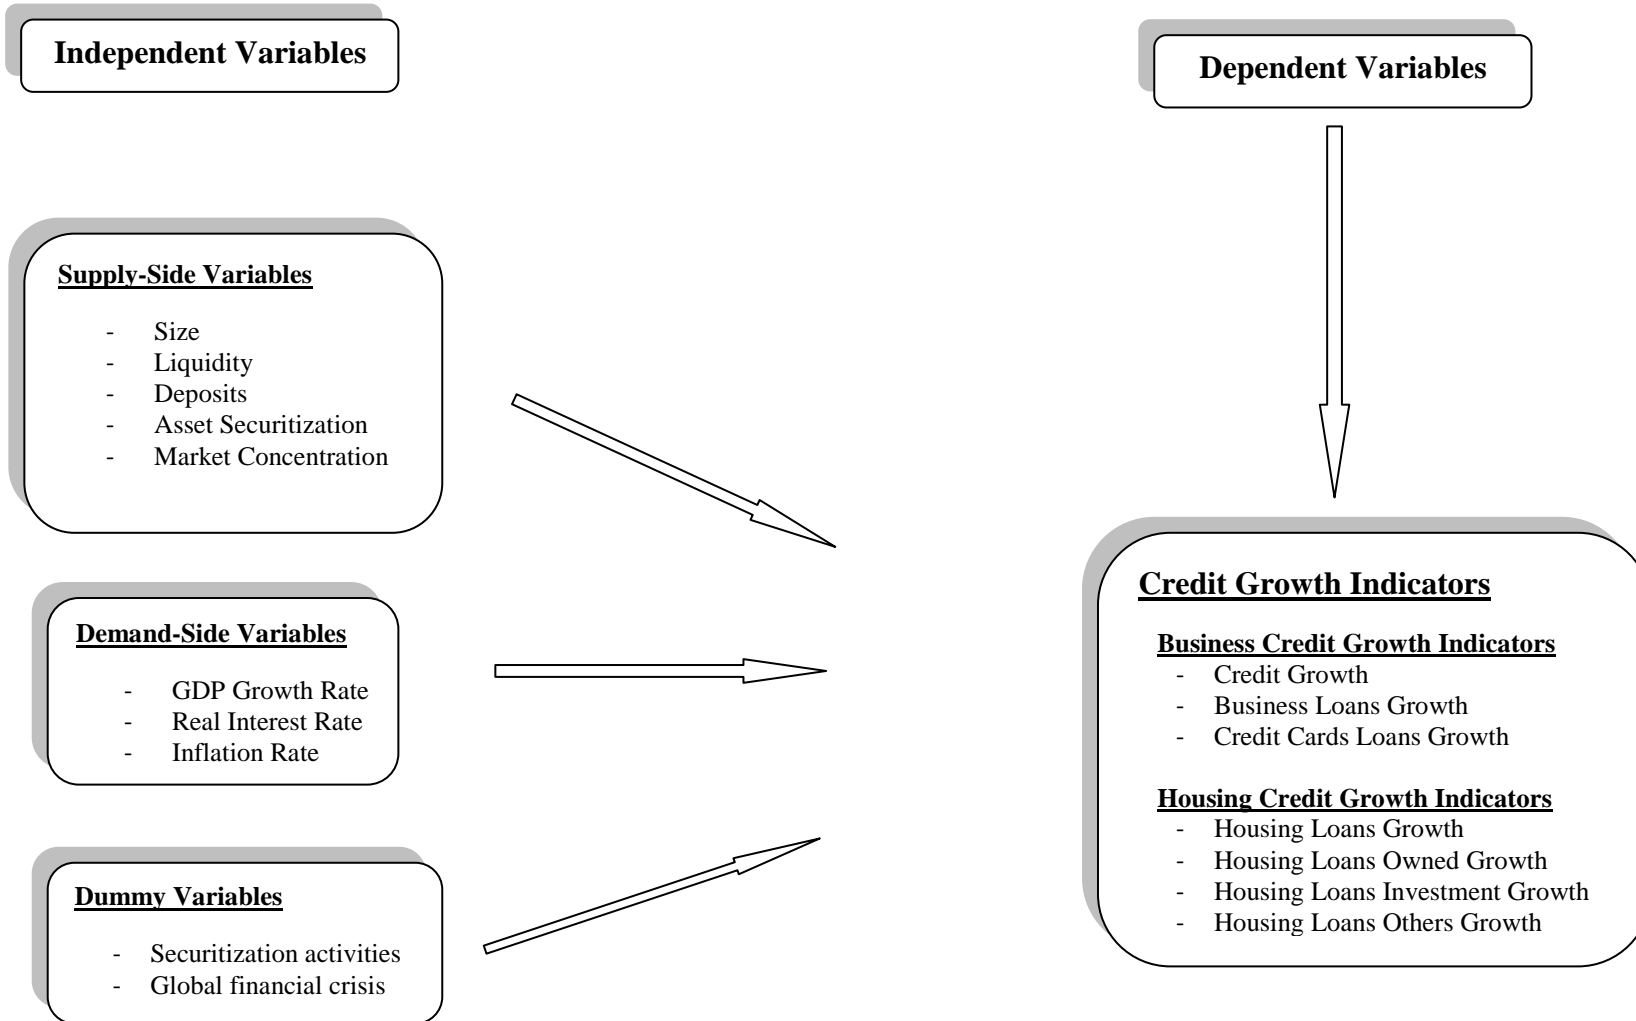 Independent Variables
Dependent Variables
Supply-Side Variables
- Size
- Liquidity
- Deposits
- Asset Securitization
- Market Concentration
Demand-Side Variables
- GDP Growth Rate
- Real Interest Rate
- Inflation Rate
Dummy Variables
- Securitization activities
- Global financial crisis
Credit Growth Indicators
Business Credit Growth Indicators
- Credit Growth
- Business Loans Growth
- Credit Cards Loans Growth
Housing Credit Growth Indicators
- Housing Loans Growth
- Housing Loans Owned Growth
- Housing Loans Investment Growth
- Housing Loans Others Growth